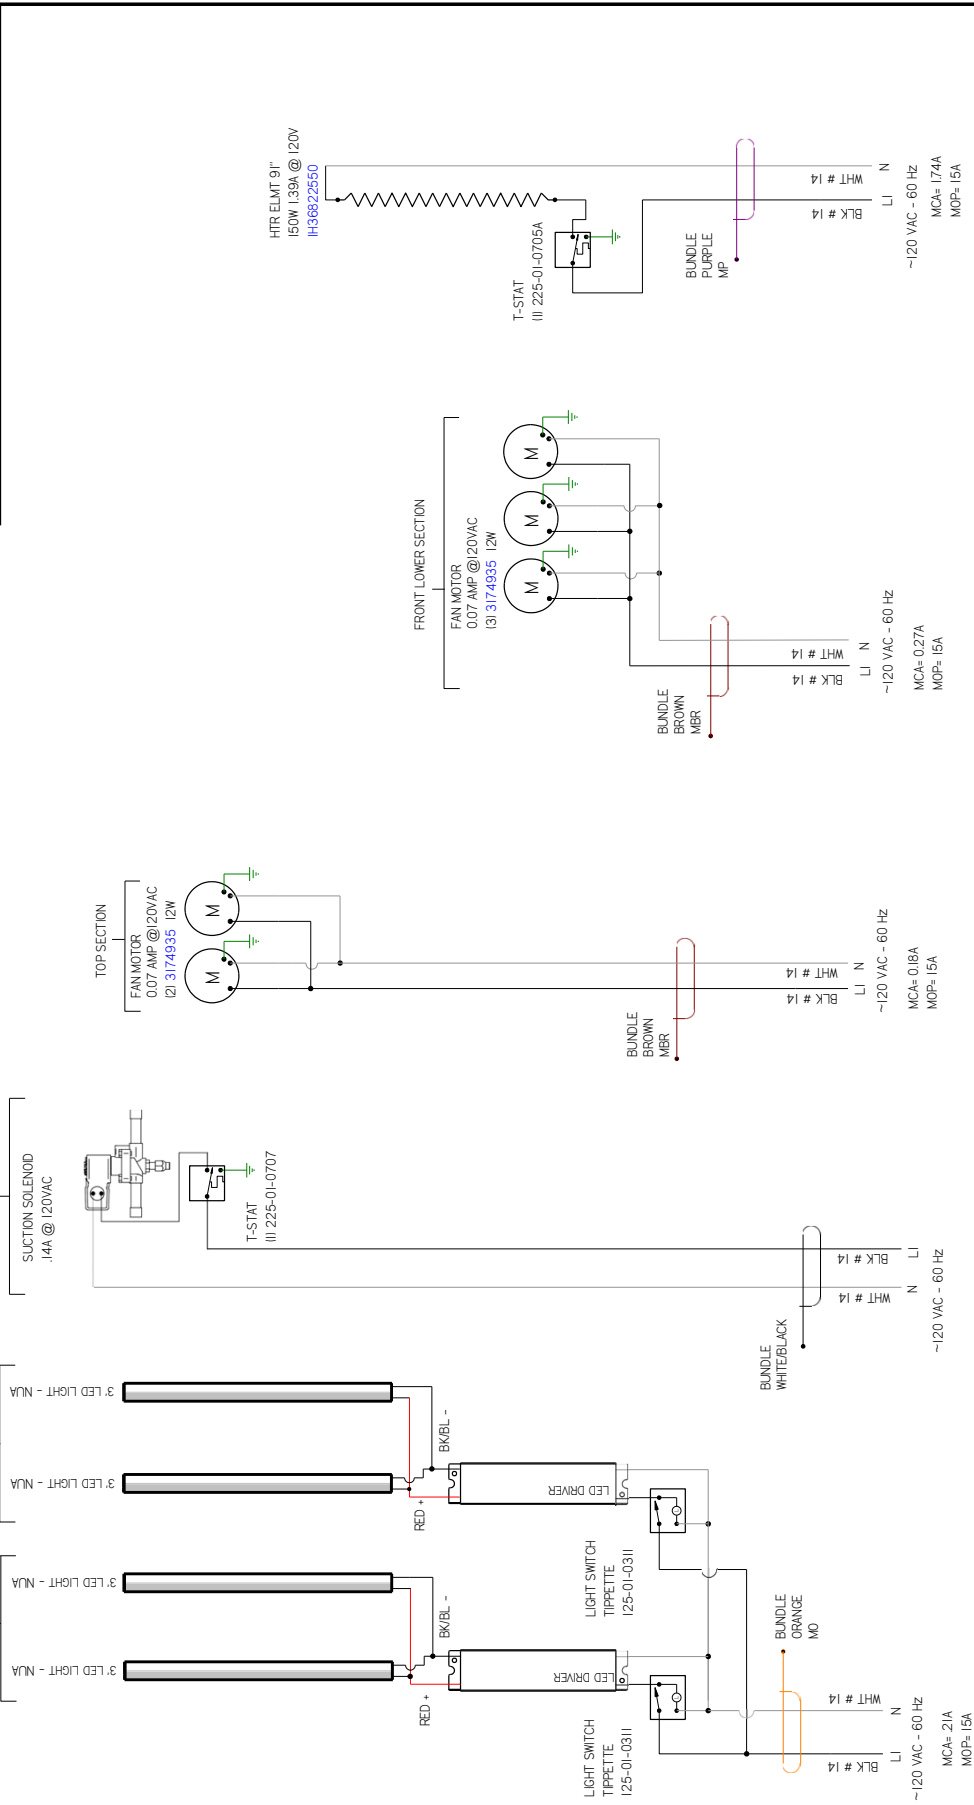 HTR ELMT 91"
150W 1.39A @ 120V
1H36822550
T-STAT
(1) 225-01-0705A
BUNDLE
PURPLE
MP
WHT # 14
N
BLK # 14
L1
~120 VAC - 60 Hz
MCA= 1.74A
MOP= 15A
FRONT LOWER SECTION
FAN MOTOR
0.07 AMP @120VAC
(3) 3174935 12W
M
M
M
BUNDLE
BROWN
MBR
WHT # 14
N
BLK # 14
L1
~120 VAC - 60 Hz
MCA= 0.27A
MOP= 15A
TOP SECTION
FAN MOTOR
0.07 AMP @120VAC
(2) 3174935 12W
M
M
BUNDLE
BROWN
MBR
WHT # 14
N
BLK # 14
L1
~120 VAC - 60 Hz
MCA= 0.18A
MOP= 15A
SUCTION SOLENOID
.14A @ 120VAC
T-STAT
(1) 225-01-0707
BUNDLE
WHITE/BLACK
BLK # 14
L1
WHT # 14
N
~120 VAC - 60 Hz
3' LED LIGHT - NUA
3' LED LIGHT - NUA
BK/BL -
RED +
LED DRIVER
LIGHT SWITCH
TIPPETTE
125-01-0311
L
3' LED LIGHT - NUA
3' LED LIGHT - NUA
BK/BL -
RED +
LED DRIVER
LIGHT SWITCH
TIPPETTE
125-01-0311
L
BUNDLE
ORANGE
MO
WHT # 14
N
BLK # 14
L1
~120 VAC - 60 Hz
MCA= .21A
MOP= 15A